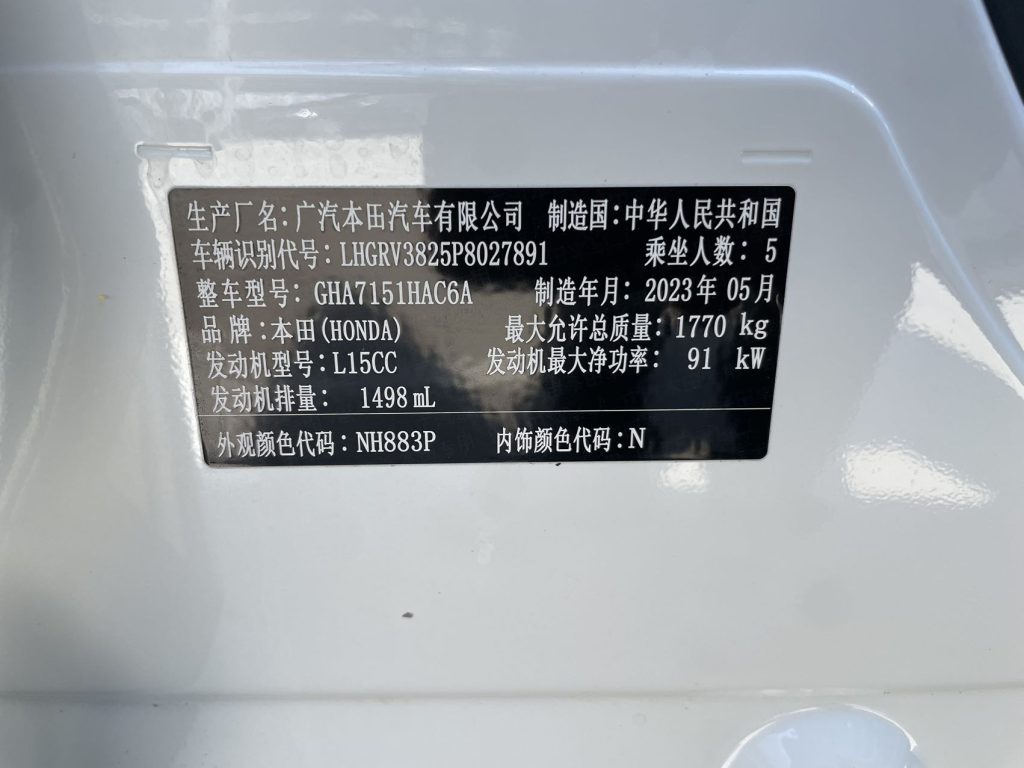 生产厂名:广汽本田汽车有限公司 制造国:中华人民共和国
车辆识别代号:LHGRV3825P8027891 乘坐人数:5
整车型号:GHA7151HAC6A 制造年月:2023年05月
品牌:本田(HONDA) 最大允许总质量:1770 kg
发动机型号:L15CC 发动机最大净功率: 91 kW
发动机排量: 1498 mL
外观颜色代码:NH883P 内饰颜色代码:N